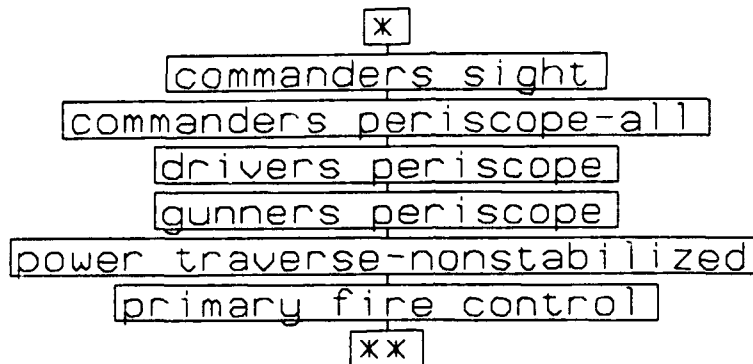 *
commanders sight
commanders periscope-all
drivers periscope
gunners periscope
power traverse-nonstabilized
primary fire control
**